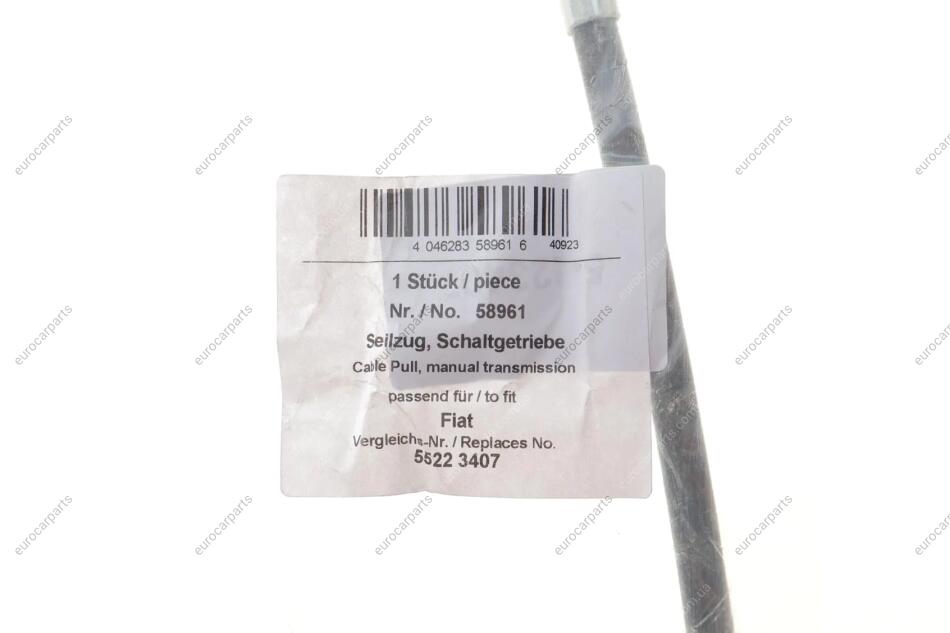 4 046283 58961 6 40923
1 Stück / piece
Nr. / No. 58961
Seilzug, Schaltgetriebe
Cable Pull, manual transmission
passend für / to fit
Fiat
Vergleichs-Nr. / Replaces No.
5522 3407
eurocarparts